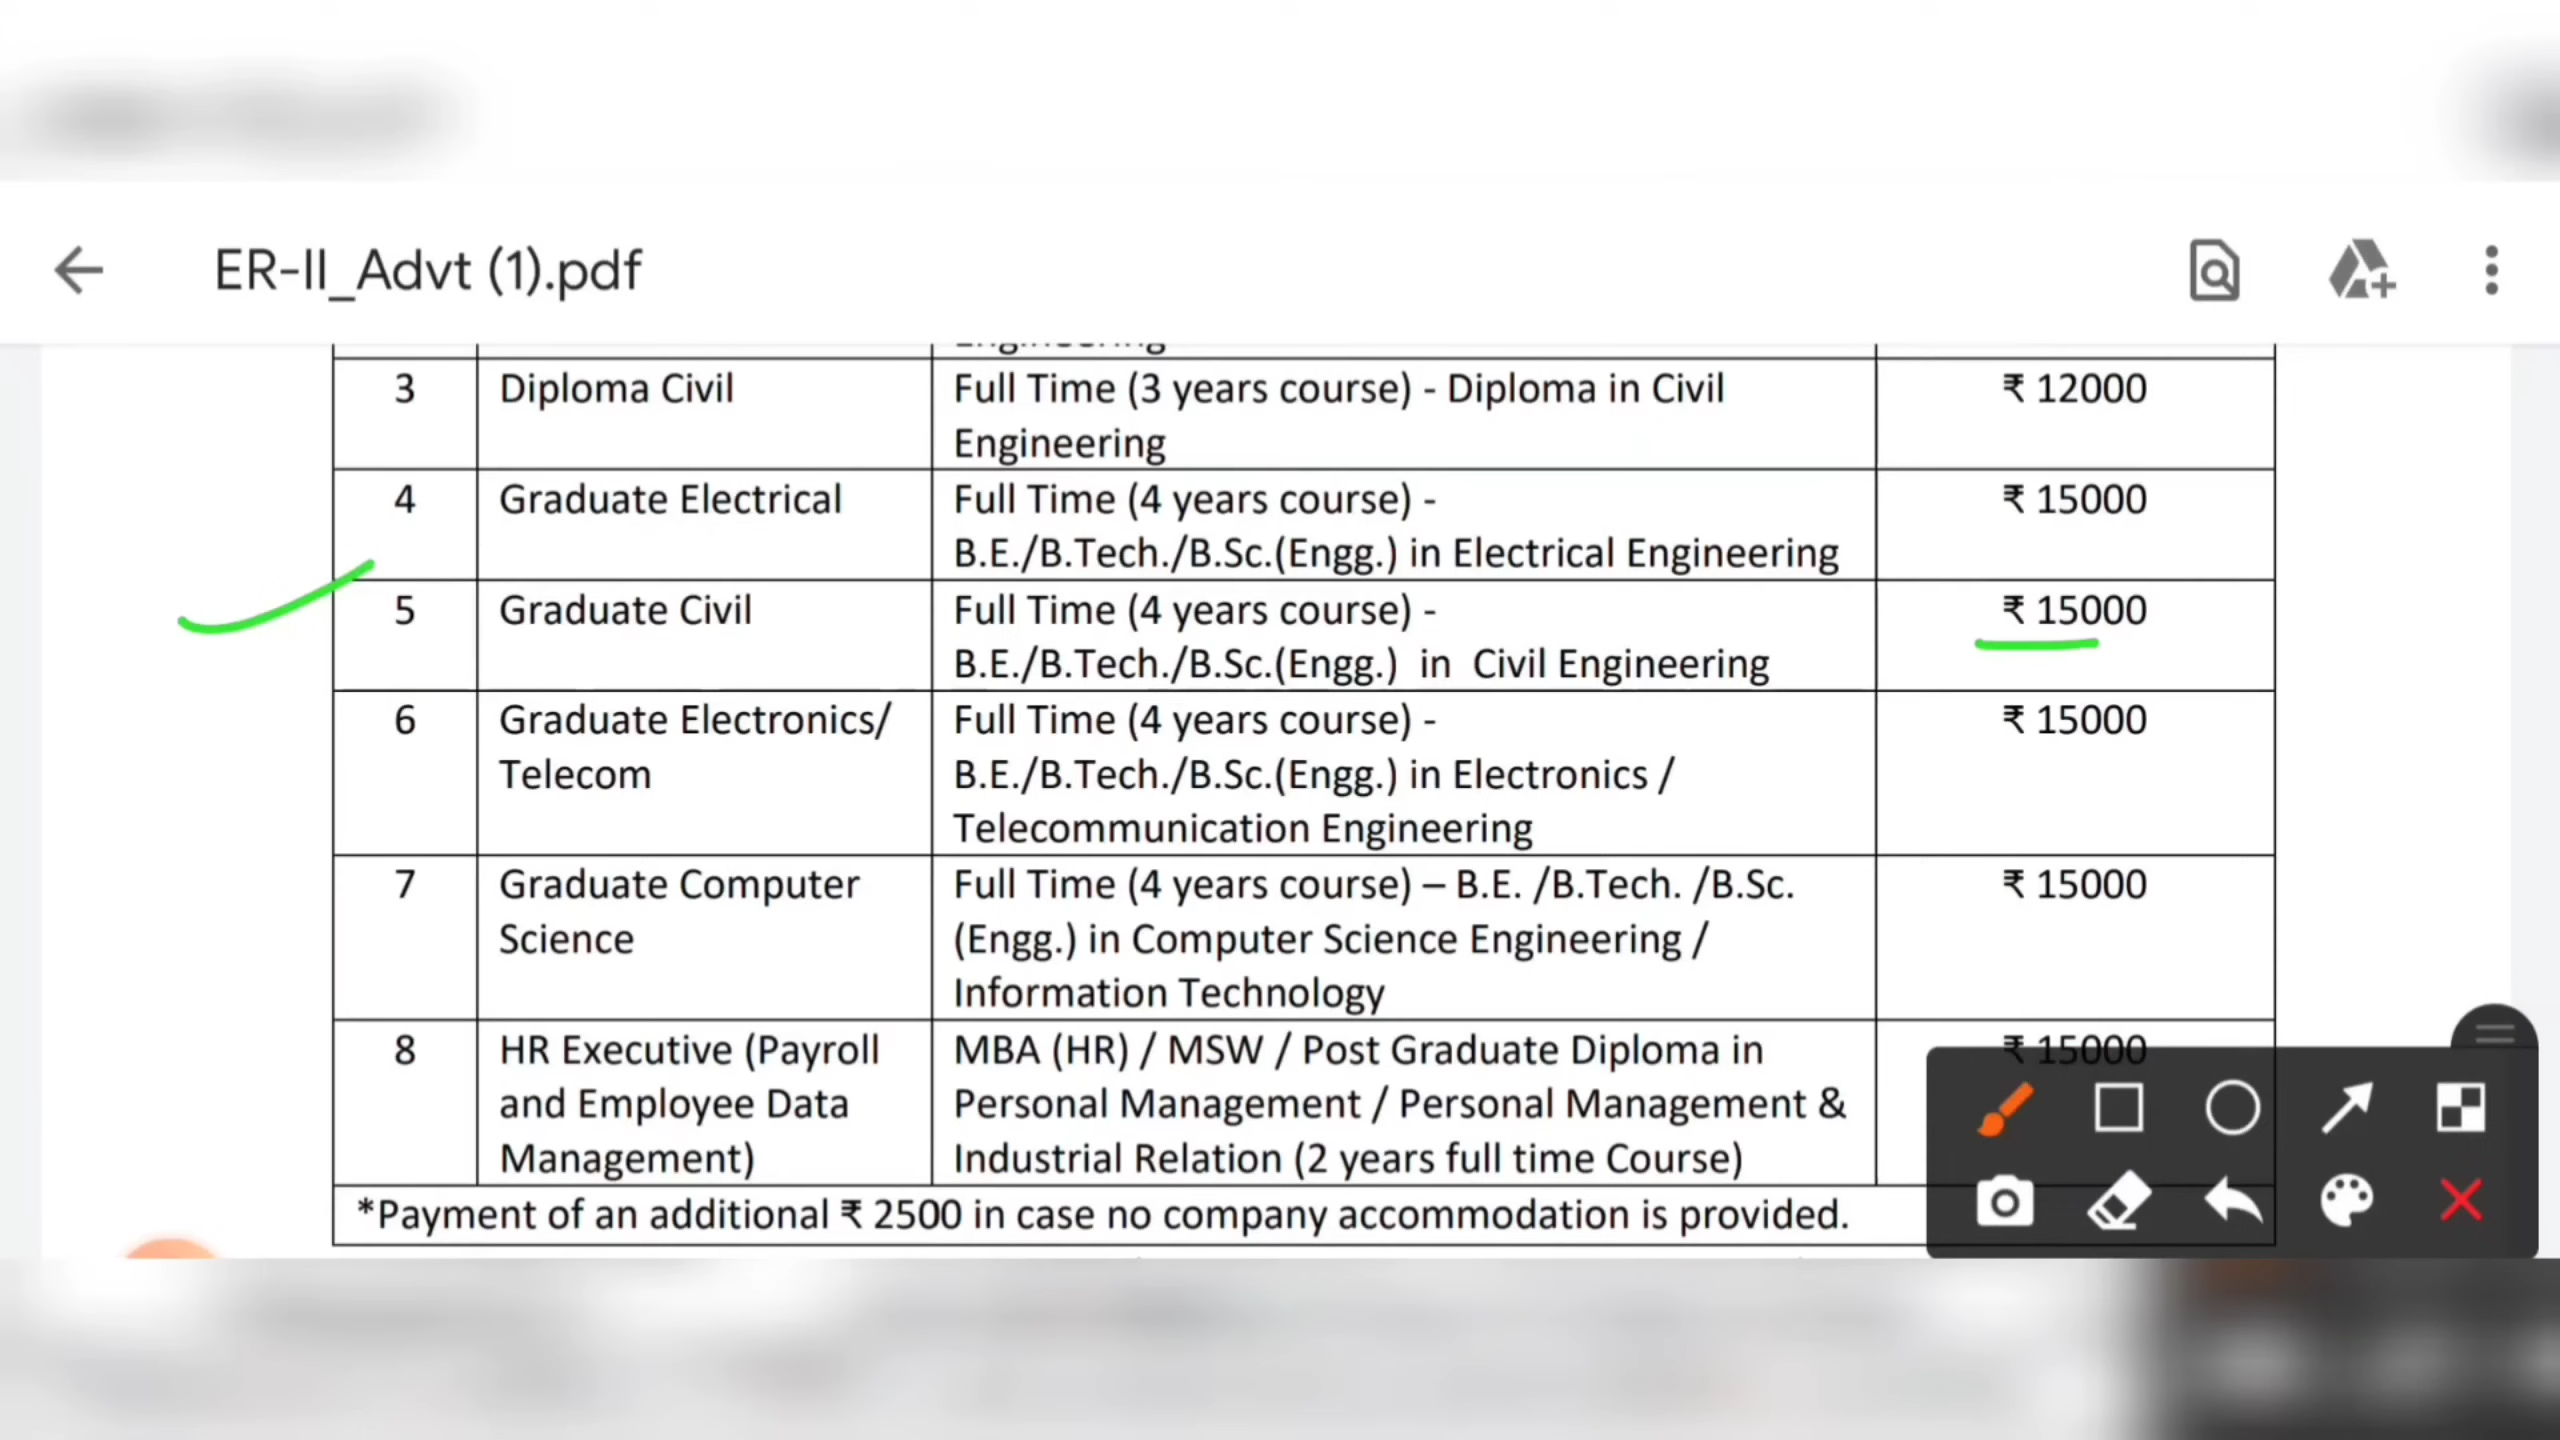 ER-II_Advt (1).pdf
3 Diploma Civil Full Time (3 years course) - Diploma in Civil ₹ 12000
Engineering
4 Graduate Electrical Full Time (4 years course) - ₹ 15000
B.E./B.Tech./B.Sc.(Engg.) in Electrical Engineering
5 Graduate Civil Full Time (4 years course) - ₹ 15000
B.E./B.Tech./B.Sc.(Engg.) in Civil Engineering
6 Graduate Electronics/ Full Time (4 years course) - ₹ 15000
Telecom B.E./B.Tech./B.Sc.(Engg.) in Electronics /
Telecommunication Engineering
7 Graduate Computer Full Time (4 years course) – B.E. /B.Tech. /B.Sc. ₹ 15000
Science (Engg.) in Computer Science Engineering /
Information Technology
8 HR Executive (Payroll MBA (HR) / MSW / Post Graduate Diploma in ₹ 15000
and Employee Data Personal Management / Personal Management &
Management) Industrial Relation (2 years full time Course)
*Payment of an additional ₹ 2500 in case no company accommodation is provided.